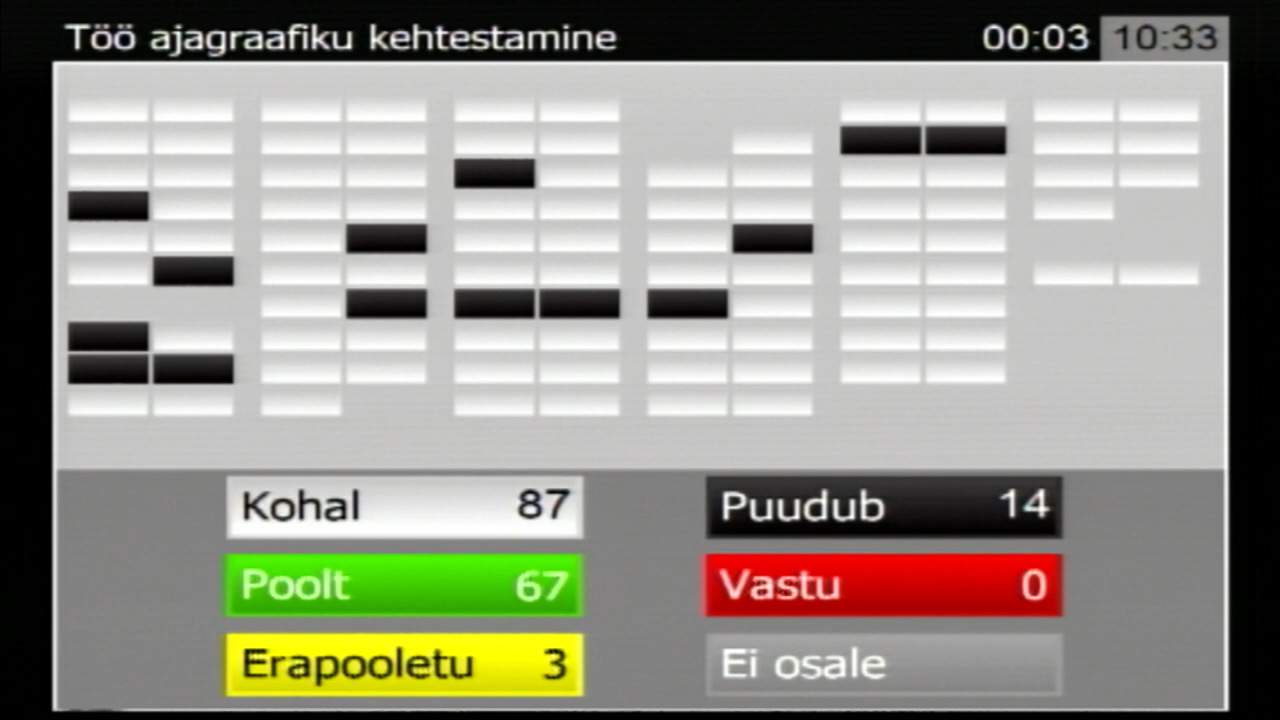 Töö ajagraafiku kehtestamine 00:03 10:33
Kohal 87 Puudub 14
Poolt 67 Vastu 0
Erapooletu 3 Ei osale